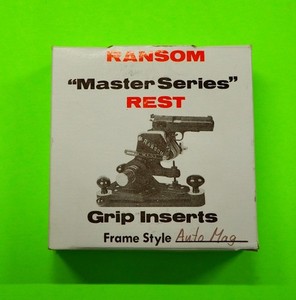 RANSOM
"Master Series"
REST
Grip Inserts
Frame Style Auto Mag